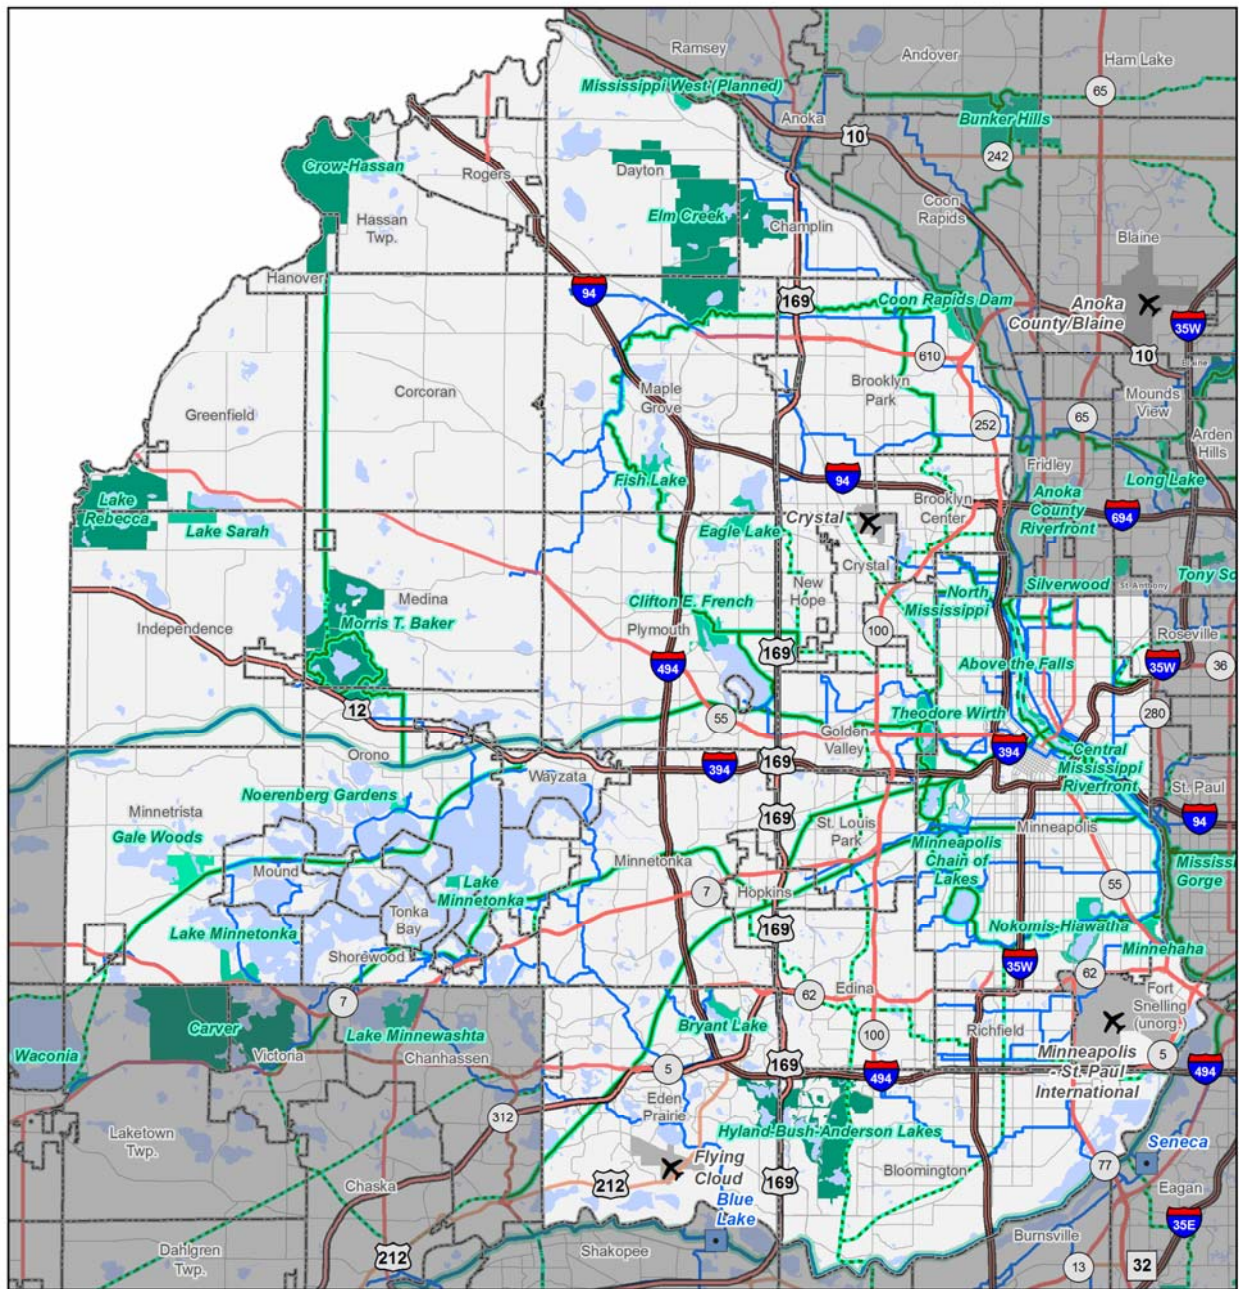 Ramsey
Andover
Ham Lake
Mississippi West (Planned)
65
Anoka
10
Bunker Hills
242
Crow-Hassan
Rogers
Dayton
Elm Creek
Hassan
Twp.
Champlin
Coon
Rapids
Blaine
Hanover
94
169
Coon Rapids Dam
Anoka
County/Blaine
35W
10
610
Blaine
Greenfield
Corcoran
Maple
Grove
Brooklyn
Park
Mounds
View
65
252
Arden
Hills
Fridley
Lake
Rebecca
Lake Sarah
Fish Lake
94
Brooklyn
Center
Anoka
County
Riverfront
Long Lake
694
Eagle Lake
Crystal
Crystal
New
Hope
Silverwood
St. Anthony
Tony Sc
North
Mississippi
Independence
Medina
Morris T. Baker
Clifton E. French
Plymouth
100
Roseville
169
494
Above the Falls
35W
36
12
55
Theodore Wirth
280
Orono
Golden
Valley
394
Central
Mississippi
Riverfront
169
394
Wayzata
St. Paul
Noerenberg Gardens
Minnetrista
169
94
Gale Woods
St. Louis
Park
Minneapolis
Minneapolis
Chain of
Lakes
Mound
Minnetonka
Mississi
Gorge
Lake
Minnetonka
7
Hopkins
55
Tonka
Bay
Lake Minnetonka
169
Nokomis-Hiawatha
Minnehaha
Shorewood
35W
62
7
62
Edina
Fort
Snelling
(unorg.)
Carver
Lake Minnewashta
Bryant Lake
100
Richfield
Waconia
Victoria
Chanhassen
Minneapolis
- St. Paul
International
5
5
169
494
494
Laketown
Twp.
312
Eden
Prairie
Hyland-Bush-Anderson Lakes
Seneca
Flying
Cloud
Bloomington
77
Chaska
212
169
Eagan
Blue
Lake
35E
Dahlgren
Twp.
212
Shakopee
Burnsville
13
32